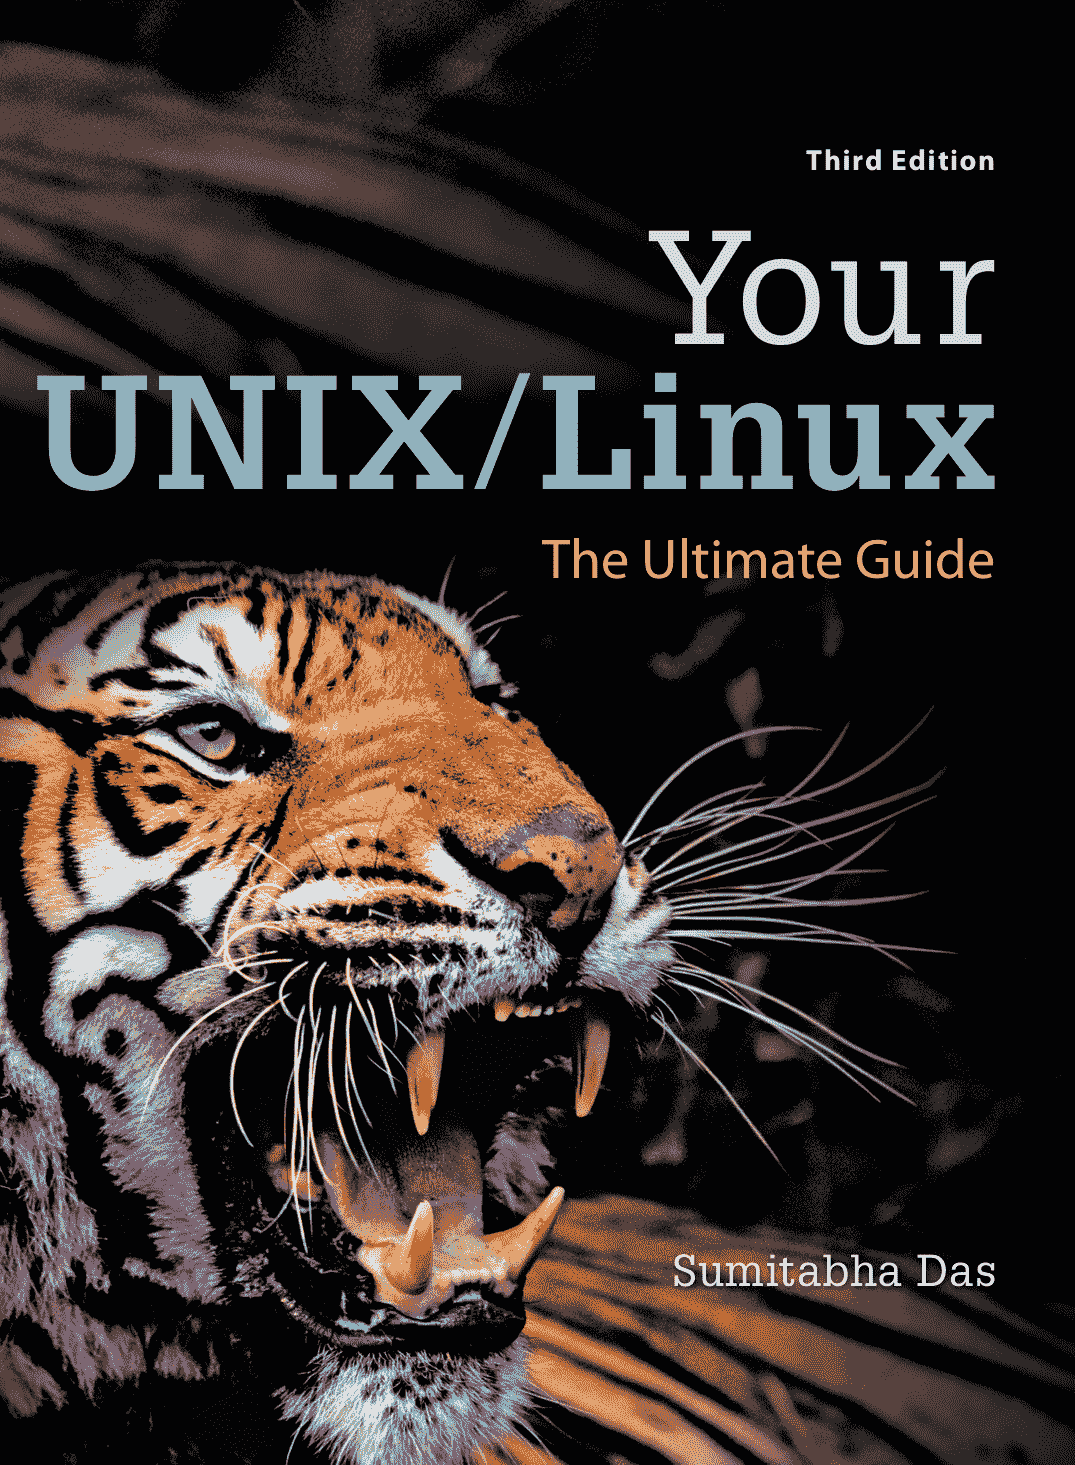 Third Edition
Your
UNIX/Linux
The Ultimate Guide
Sumitabha Das